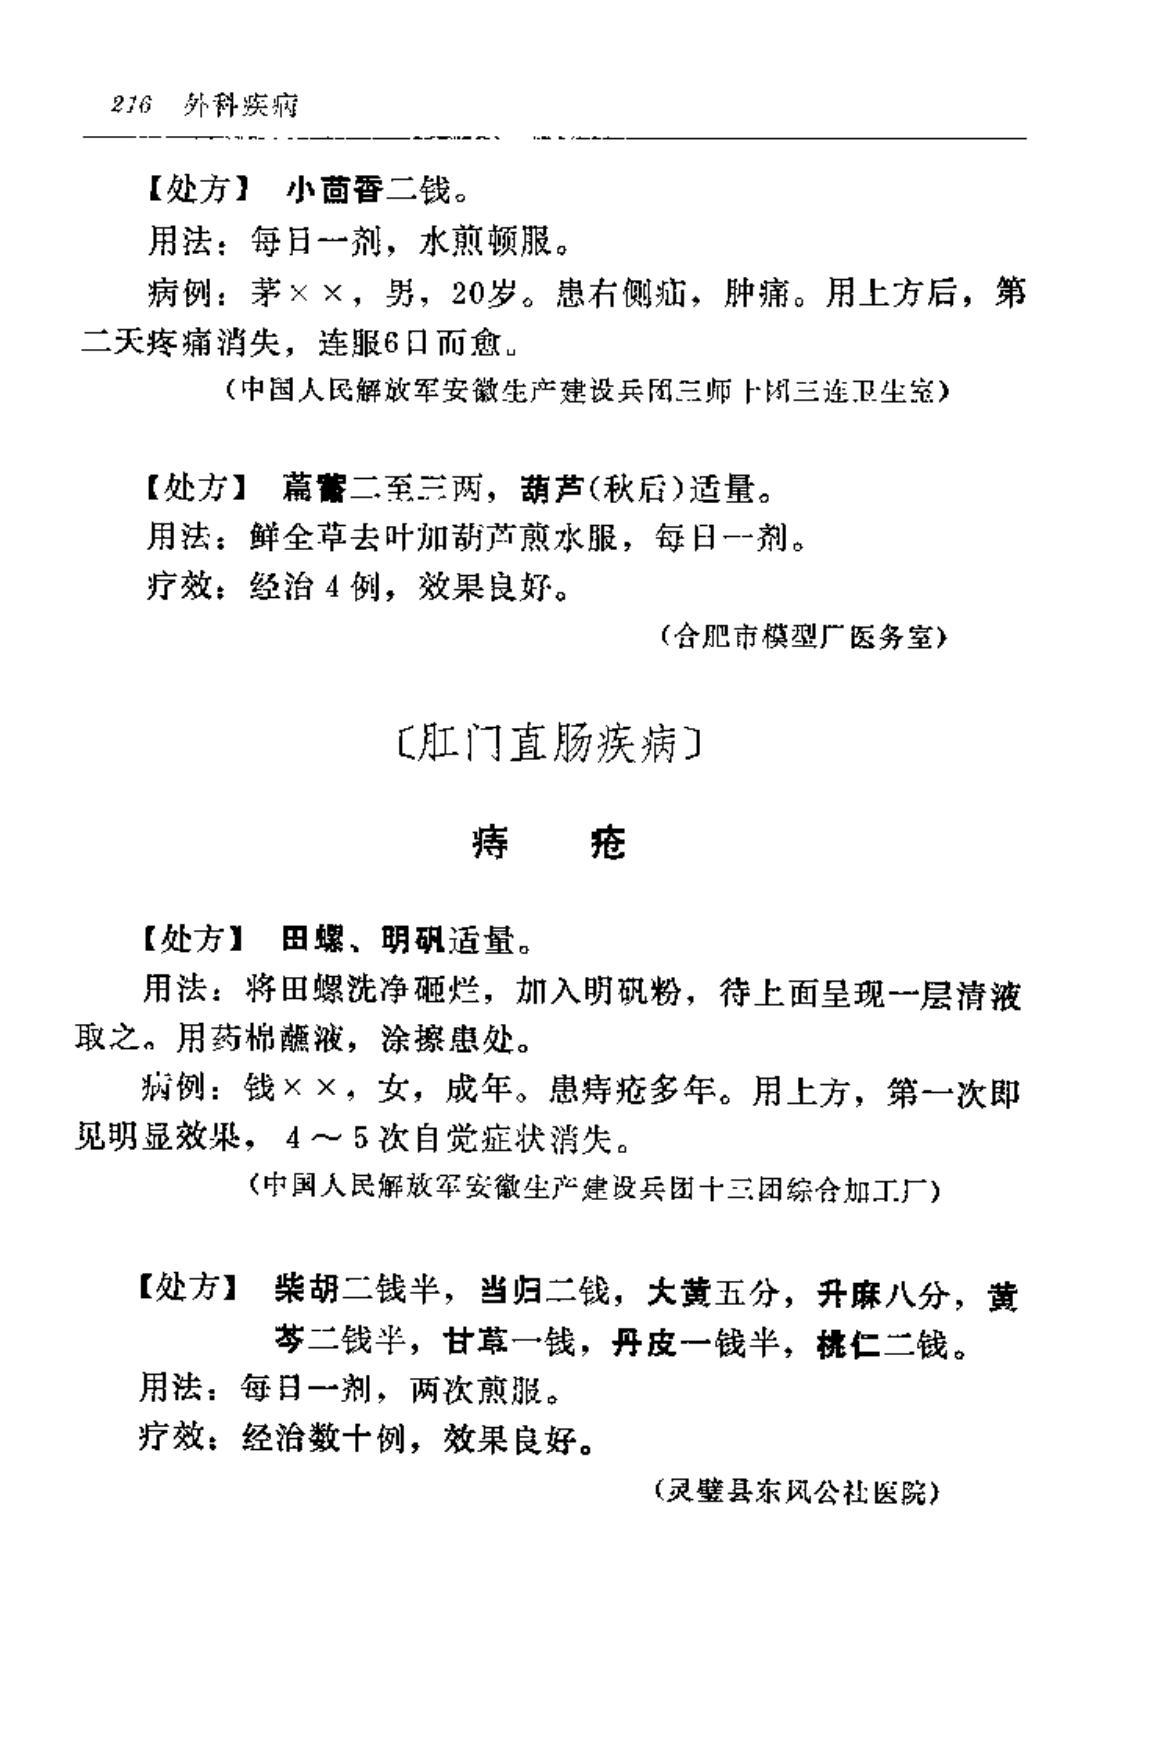 216 外科疾病
【处方】 小茴香二钱。
用法：每日一剂，水煎顿服。
病例：茅××，男，20岁。患右侧疝，肿痛。用上方后，第
二天疼痛消失，连服6日而愈。
（中国人民解放军安徽生产建设兵团三师十团三连卫生室）
【处方】 萹蓄二至三两，葫芦(秋后)适量。
用法：鲜全草去叶加葫芦煎水服，每日一剂。
疗效：经治4例，效果良好。
（合肥市模型厂医务室）
〔肛门直肠疾病〕
痔 疮
【处方】 田螺、明矾适量。
用法：将田螺洗净砸烂，加入明矾粉，待上面呈现一层清液
取之。用药棉蘸液，涂擦患处。
病例：钱××，女，成年。患痔疮多年。用上方，第一次即
见明显效果，4～5次自觉症状消失。
（中国人民解放军安徽生产建设兵团十三团综合加工厂）
【处方】 柴胡二钱半，当归二钱，大黄五分，升麻八分，黄
芩二钱半，甘草一钱，丹皮一钱半，桃仁二钱。
用法：每日一剂，两次煎服。
疗效：经治数十例，效果良好。
（灵璧县东风公社医院）